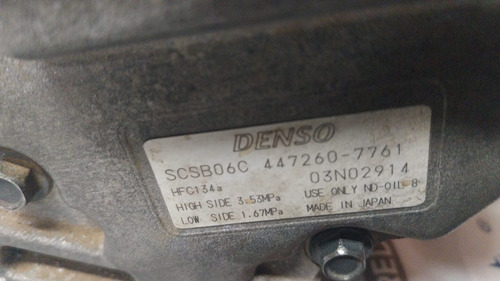 DENSO
SCSB06C 447260-7761
HFC134a 03N02914
HIGH SIDE 3.53MPa USE ONLY ND-OIL 8
LOW SIDE 1.67MPa MADE IN JAPAN